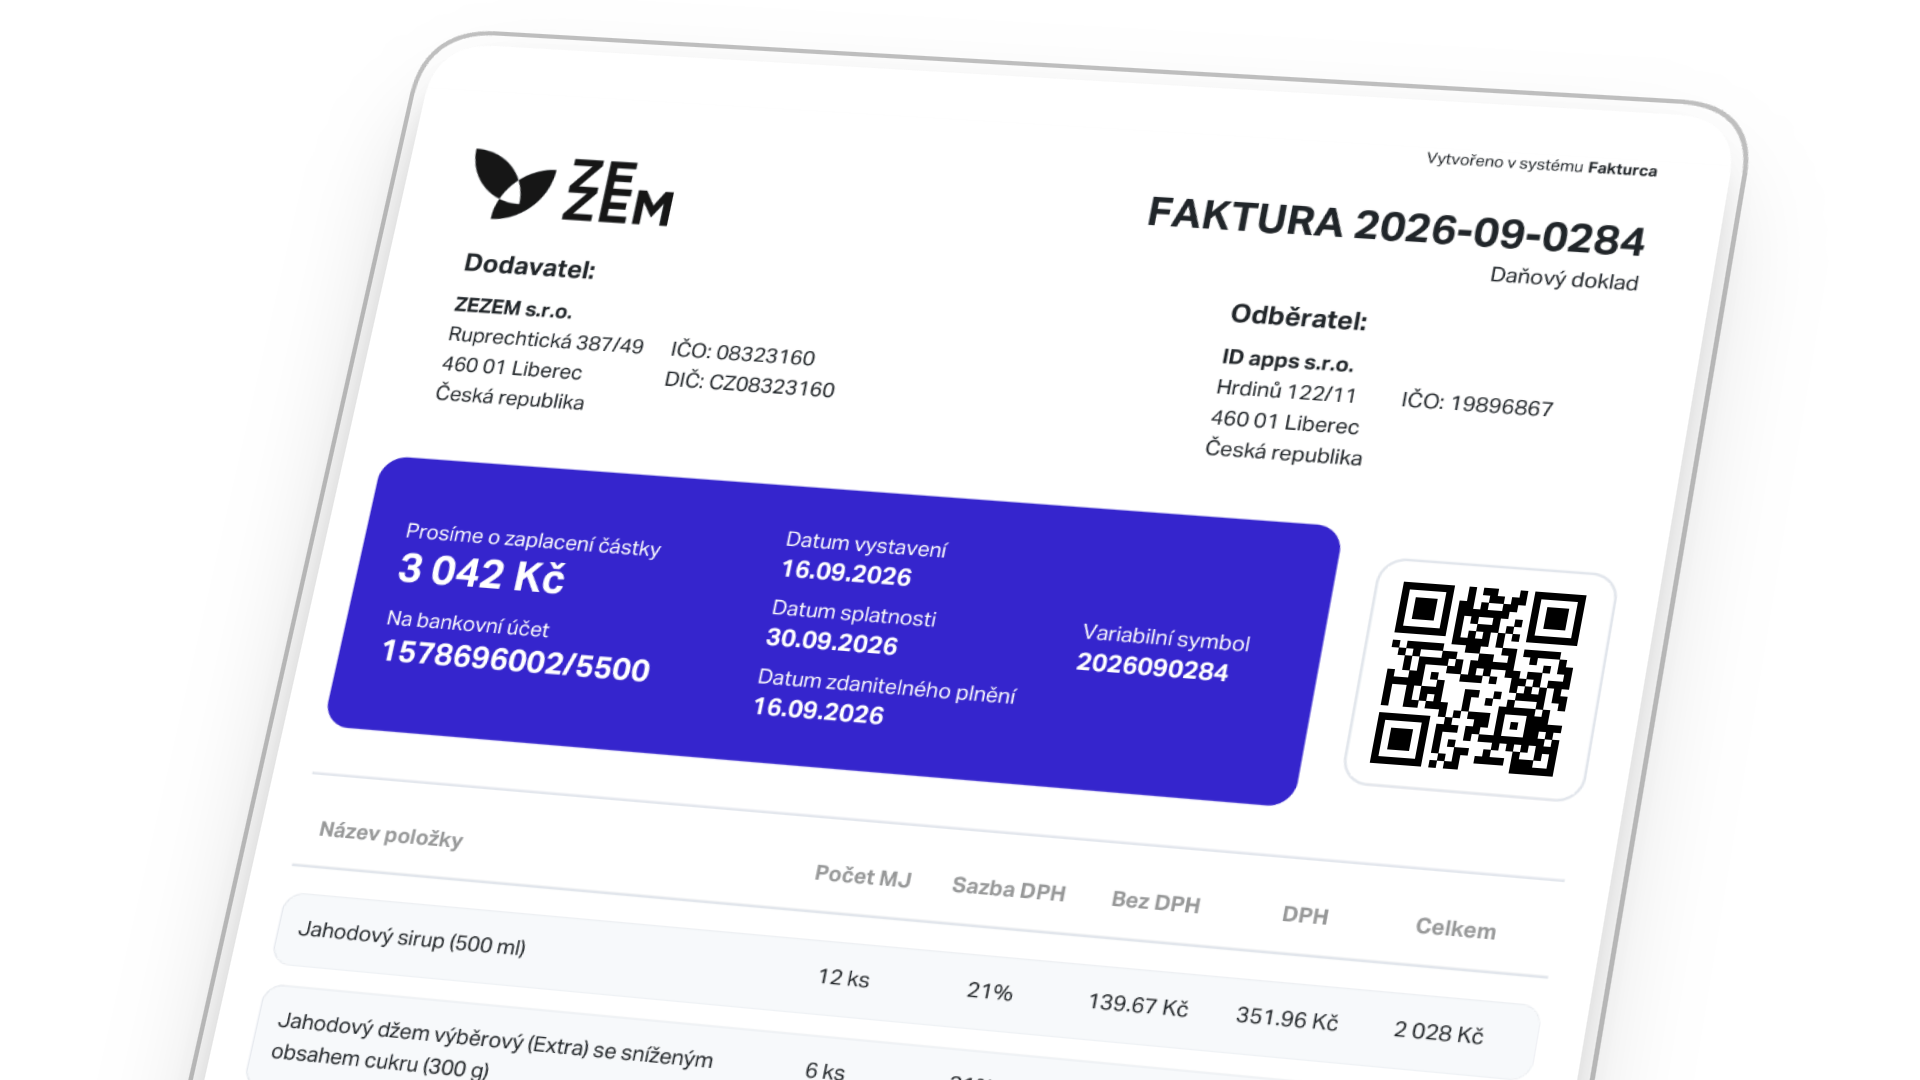 Vytvořeno v systému Fakturca
ZE
ZEM
FAKTURA 2026-09-0284
Daňový doklad
Dodavatel:
ZEZEM s.r.o.
Ruprechtická 387/49
460 01 Liberec
Česká republika
IČO: 08323160
DIČ: CZ08323160
Odběratel:
ID apps s.r.o.
Hrdinů 122/11
460 01 Liberec
Česká republika
IČO: 19896867
Prosíme o zaplacení částky
3 042 Kč
Na bankovní účet
1578696002/5500
Datum vystavení
16.09.2026
Datum splatnosti
30.09.2026
Datum zdanitelného plnění
16.09.2026
Variabilní symbol
2026090284
Název položky Počet MJ Sazba DPH Bez DPH DPH Celkem
Jahodový sirup (500 ml) 12 ks 21% 139.67 Kč 351.96 Kč 2 028 Kč
Jahodový džem výběrový (Extra) se sníženým
obsahem cukru (300 g) 6 ks